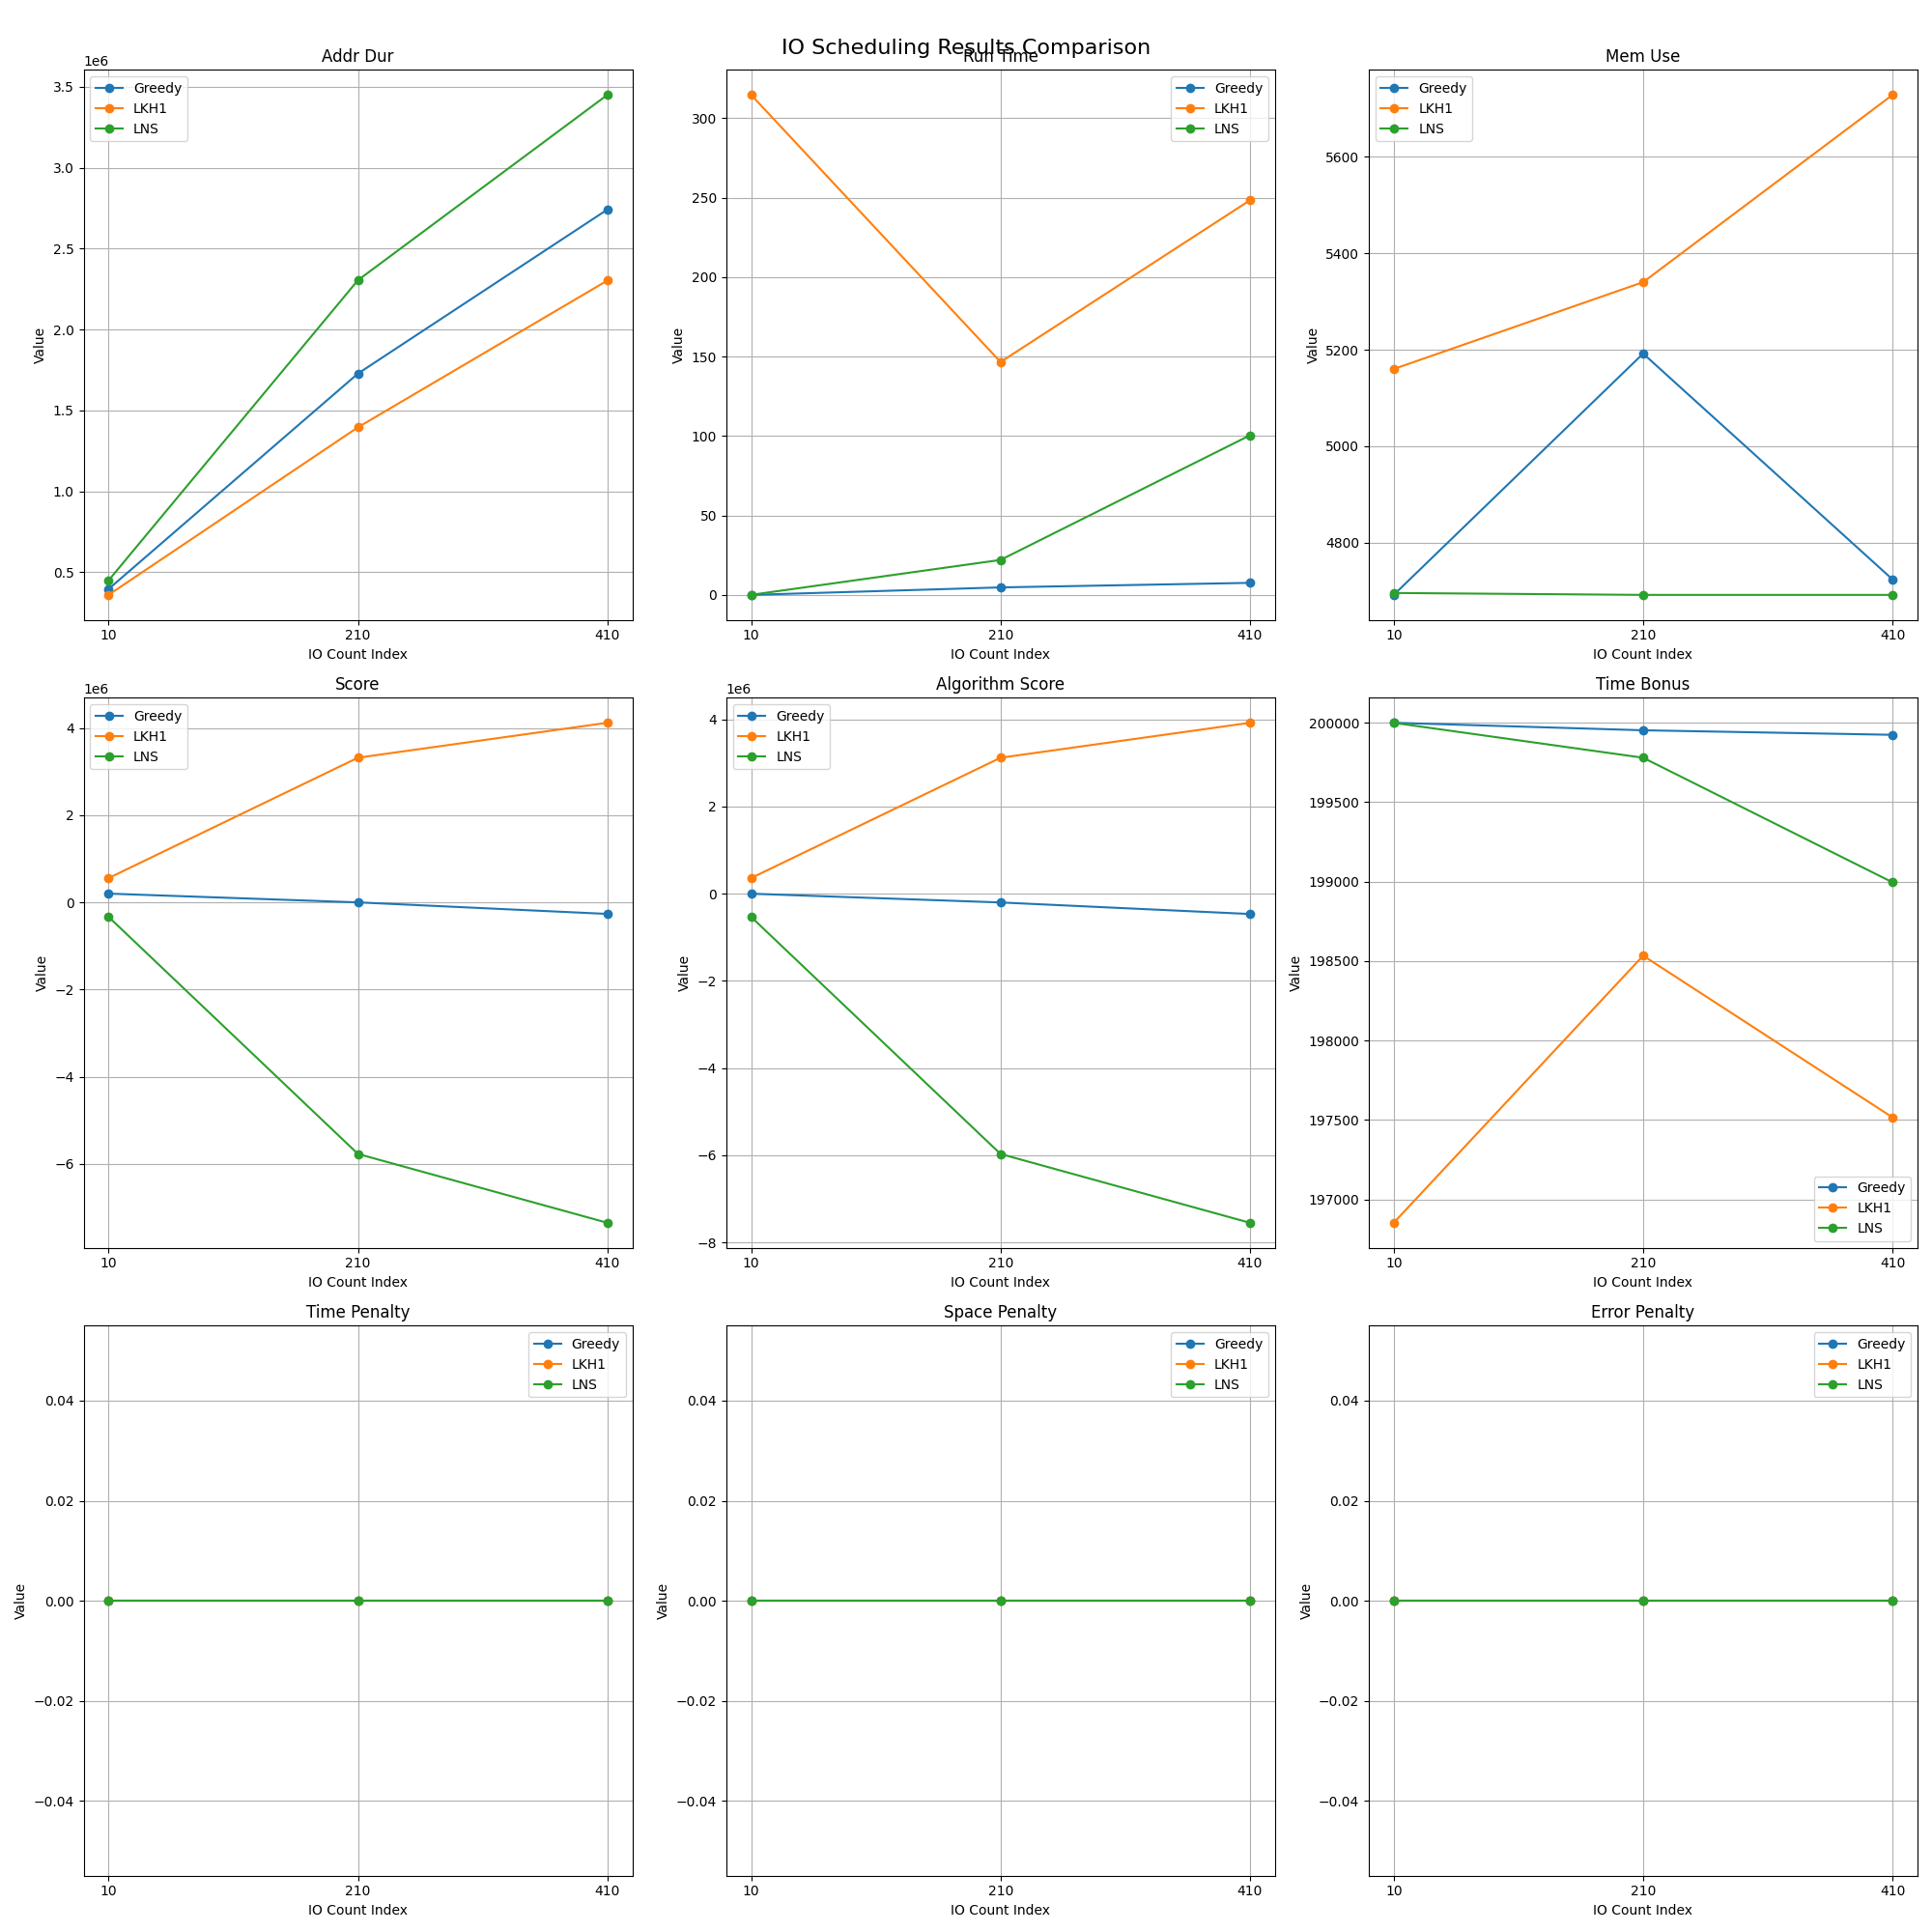 IO Scheduling Results Comparison
Addr Dur
1e6
3.5
3.0
2.5
2.0
1.5
1.0
0.5
Value
Greedy
LKH1
LNS
10
210
410
IO Count Index
Run Time
300
250
200
150
100
50
0
Value
Greedy
LKH1
LNS
10
210
410
IO Count Index
Mem Use
5600
5400
5200
5000
4800
Value
Greedy
LKH1
LNS
10
210
410
IO Count Index
Score
1e6
4
2
0
−2
−4
−6
Value
Greedy
LKH1
LNS
10
210
410
IO Count Index
Algorithm Score
1e6
4
2
0
−2
−4
−6
−8
Value
Greedy
LKH1
LNS
10
210
410
IO Count Index
Time Bonus
200000
199500
199000
198500
198000
197500
197000
Value
Greedy
LKH1
LNS
10
210
410
IO Count Index
Time Penalty
0.04
0.02
0.00
−0.02
−0.04
Value
Greedy
LKH1
LNS
10
210
410
IO Count Index
Space Penalty
0.04
0.02
0.00
−0.02
−0.04
Value
Greedy
LKH1
LNS
10
210
410
IO Count Index
Error Penalty
0.04
0.02
0.00
−0.02
−0.04
Value
Greedy
LKH1
LNS
10
210
410
IO Count Index